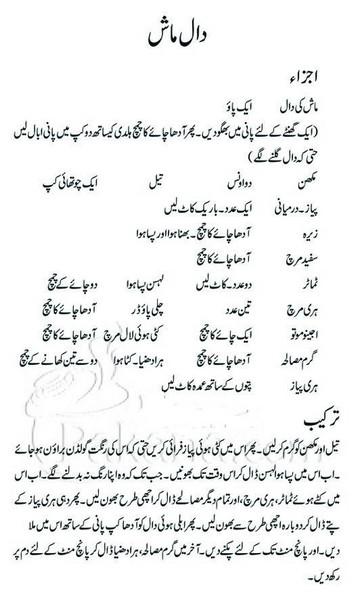 دال ماش
اجزاء
ماش کی دال ایک پاؤ
(ایک گھنٹے کے لئے پانی میں بھگو دیں۔ پھر آدھا چائے کا چمچ ہلدی کیساتھ دو کپ میں پانی ابال لیں
حتیٰ کہ دال گلنے لگے)
مکھن دو اونس تیل ایک چوتھائی کپ
پیاز۔ درمیانی ایک عدد۔ باریک کاٹ لیں
زیرہ آدھا چائے کا چمچ۔ بھنا ہوا اور پسا ہوا
سفید مرچ آدھا چائے کا چمچ
ٹماٹر دو عدد۔ کاٹ لیں لہسن پسا ہوا دو چائے کے چمچ
ہری مرچ تین عدد چلی پاؤڈر آدھا چائے کا چمچ
اجینو موتو ایک چائے کا چمچ کٹی ہوئی لال مرچ آدھا چائے کا چمچ
گرم مصالحہ آدھا چائے کا چمچ ہرا دھنیا۔ کٹا ہوا دو سے تین کھانے کے چمچ
ہری پیاز پتوں کے ساتھ عمدہ کاٹ لیں
ترکیب
تیل اور مکھن کو گرم کر لیں۔ پھر اس میں کٹی ہوئی پیاز فرائی کریں حتیٰ کہ اس کی رنگت گولڈن براؤن ہو جائے
۔ اب اس میں پسا ہوا لہسن ڈال کر اس وقت تک بھونیں۔ جب تک کہ وہ اپنا رنگ نہ بدلنے لگے۔ اب اس
میں کٹے ہوئے ٹماٹر، ہری مرچ، اور تمام دیگر مصالحے ڈال کر اچھی طرح بھون لیں۔ پھر دہی ہری پیاز کے
پتے ڈال کر دوبارہ اچھی طرح سے بھون لیں۔ پھر ابلی ہوئی دال کو آدھا کپ پانی کے ساتھ اس میں ملا
دیں۔ اور پانچ منٹ تک کے لئے پکنے دیں۔ آخر میں گرم مصالحہ، ہرا دھنیا ڈال کر پانچ منٹ کے لئے دم پر
رکھ دیں۔